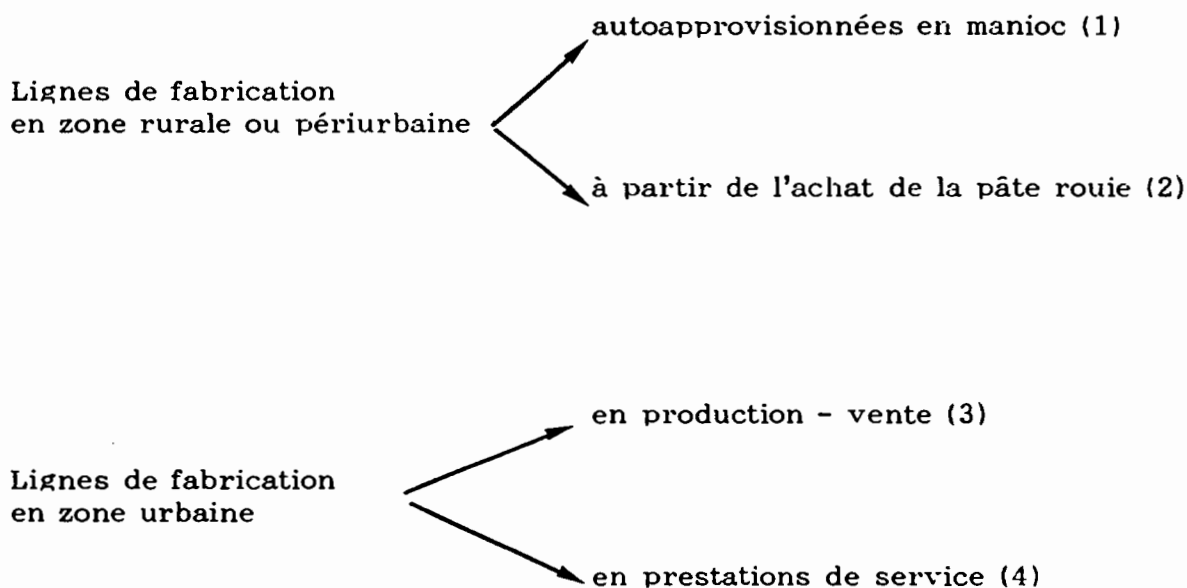 autoapprovisionnées en manioc (1)
Lignes de fabrication
en zone rurale ou périurbaine
à partir de l'achat de la pâte rouie (2)
en production - vente (3)
Lignes de fabrication
en zone urbaine
en prestations de service (4)